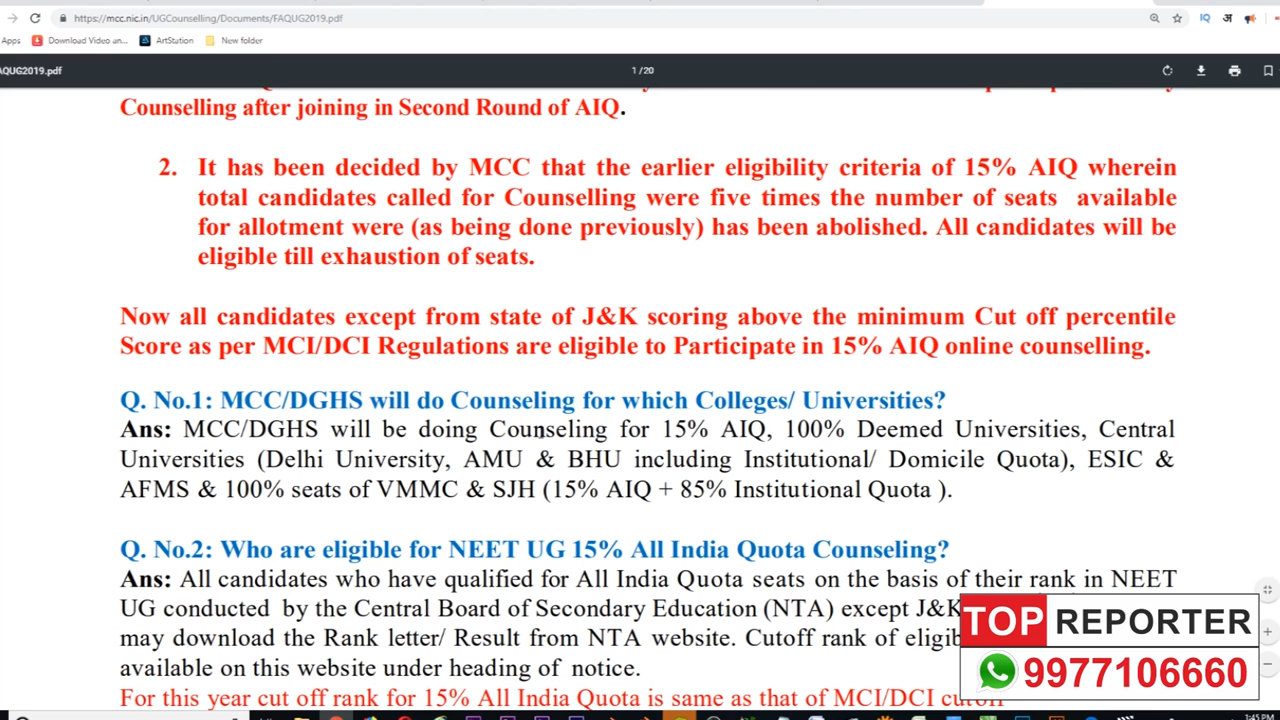 https://mcc.nic.in/UGCounselling/Documents/FAQUG2019.pdf
Apps Download Video an... ArtStation New folder
AQUG2019.pdf 1 / 20
Counselling after joining in Second Round of AIQ.
2. It has been decided by MCC that the earlier eligibility criteria of 15% AIQ wherein
total candidates called for Counselling were five times the number of seats available
for allotment were (as being done previously) has been abolished. All candidates will be
eligible till exhaustion of seats.
Now all candidates except from state of J&K scoring above the minimum Cut off percentile
Score as per MCI/DCI Regulations are eligible to Participate in 15% AIQ online counselling.
Q. No.1: MCC/DGHS will do Counseling for which Colleges/ Universities?
Ans: MCC/DGHS will be doing Counseling for 15% AIQ, 100% Deemed Universities, Central
Universities (Delhi University, AMU & BHU including Institutional/ Domicile Quota), ESIC &
AFMS & 100% seats of VMMC & SJH (15% AIQ + 85% Institutional Quota ).
Q. No.2: Who are eligible for NEET UG 15% All India Quota Counseling?
Ans: All candidates who have qualified for All India Quota seats on the basis of their rank in NEET
UG conducted by the Central Board of Secondary Education (NTA) except J&K
may download the Rank letter/ Result from NTA website. Cutoff rank of
available on this website under heading of notice.
For this year cut off rank for 15% All India Quota is same as that of MCI/DCI
TOP REPORTER
9977106660
1:45 PM